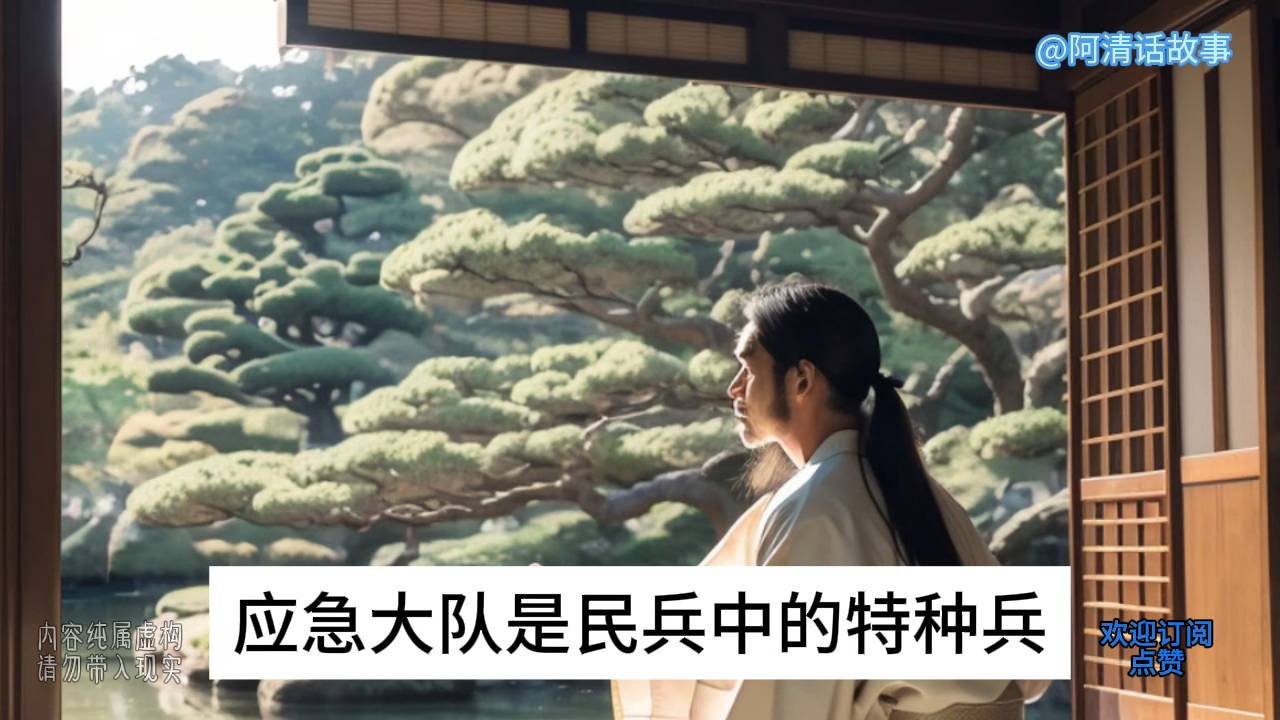 @阿清话故事
应急大队是民兵中的特种兵
内容纯属虚构
请勿带入现实
欢迎订阅
点赞